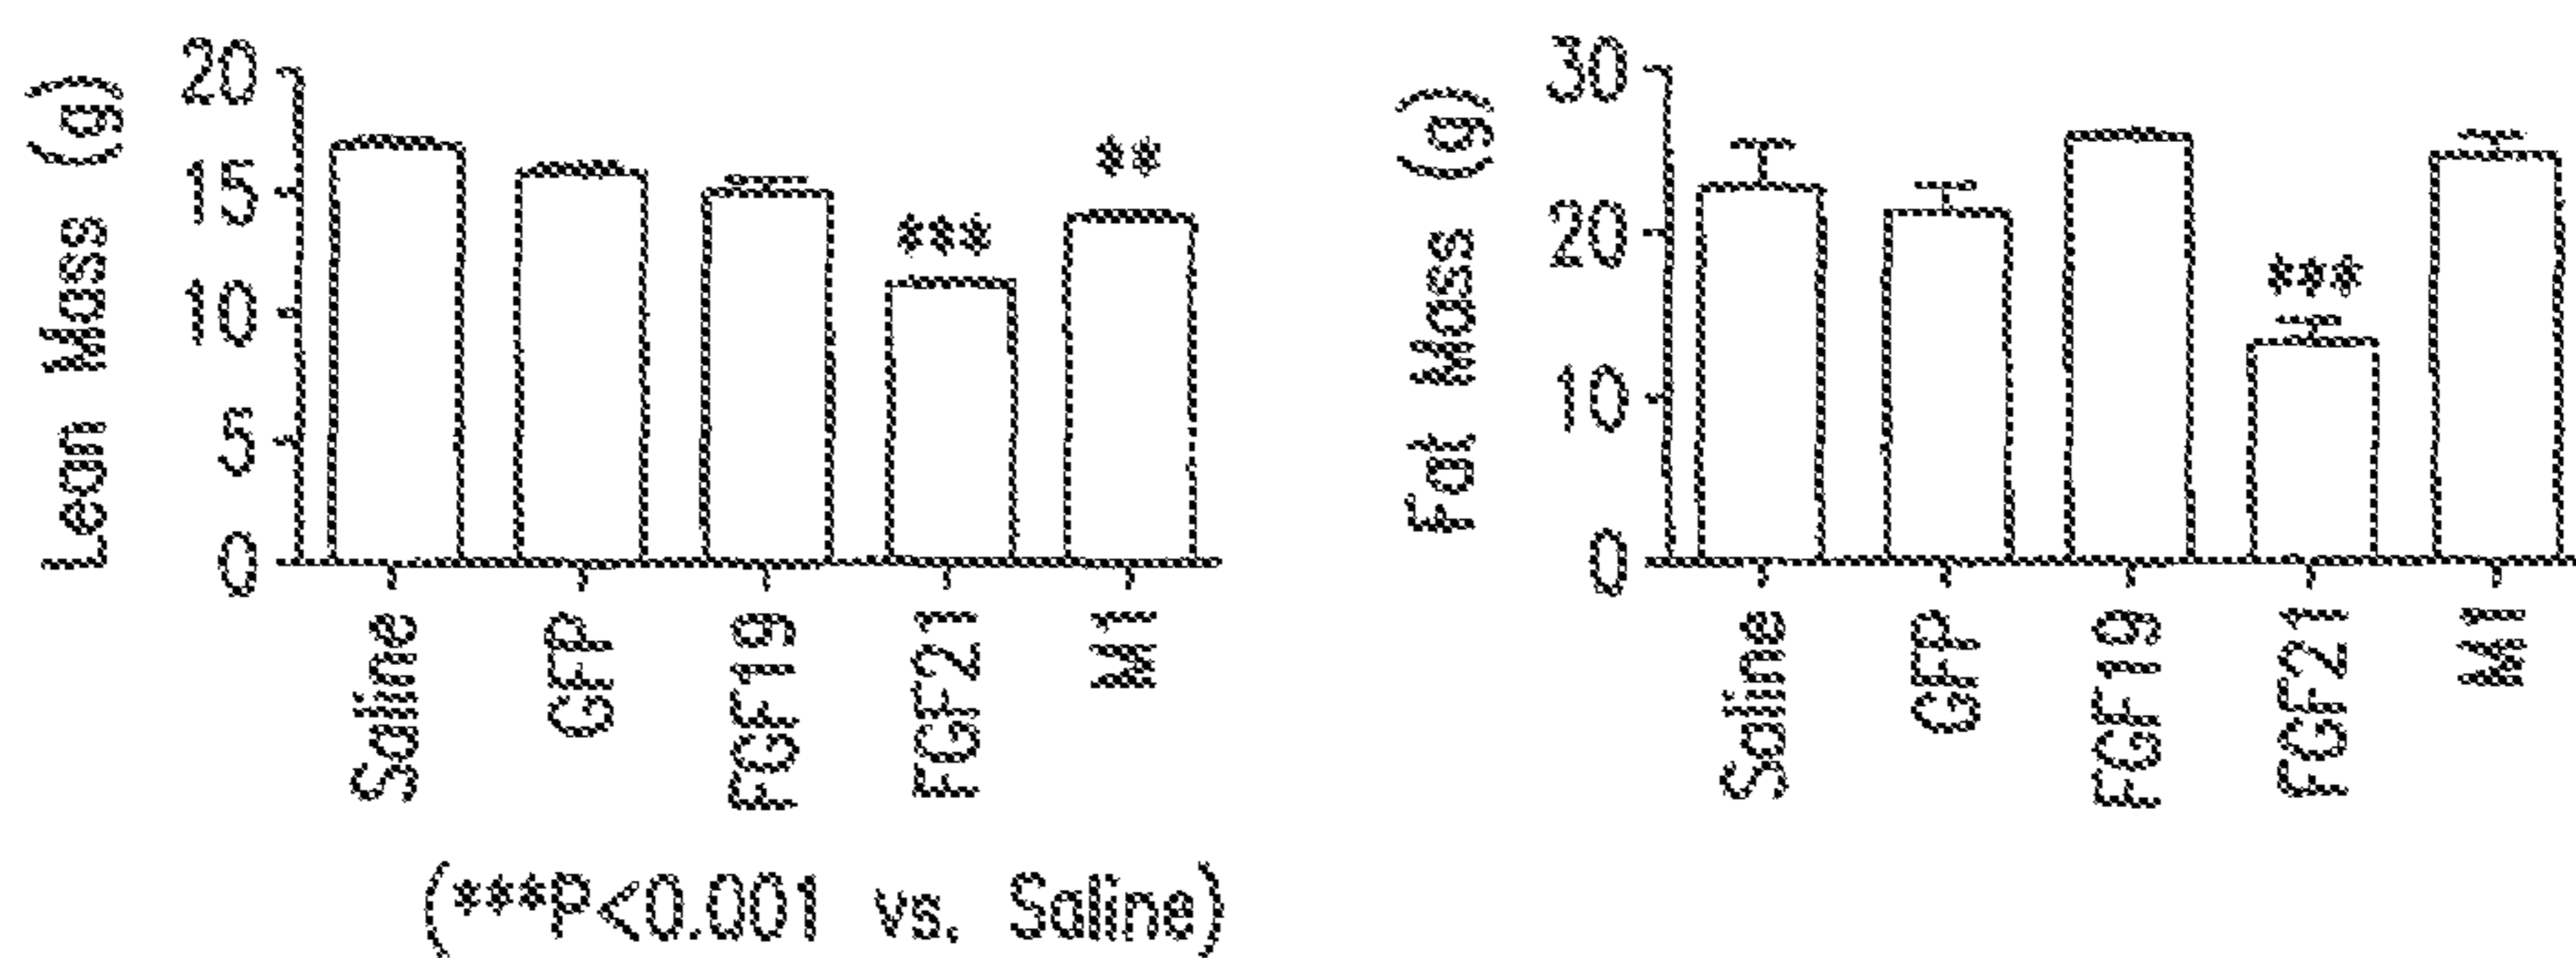 Lean Mass (g)
20
15
10
5
0
***
**
Saline
GFP
FGF19
FGF21
M1
(***P<0.001 vs. Saline)
Fat Mass (g)
30
20
10
0
***
Saline
GFP
FGF19
FGF21
M1